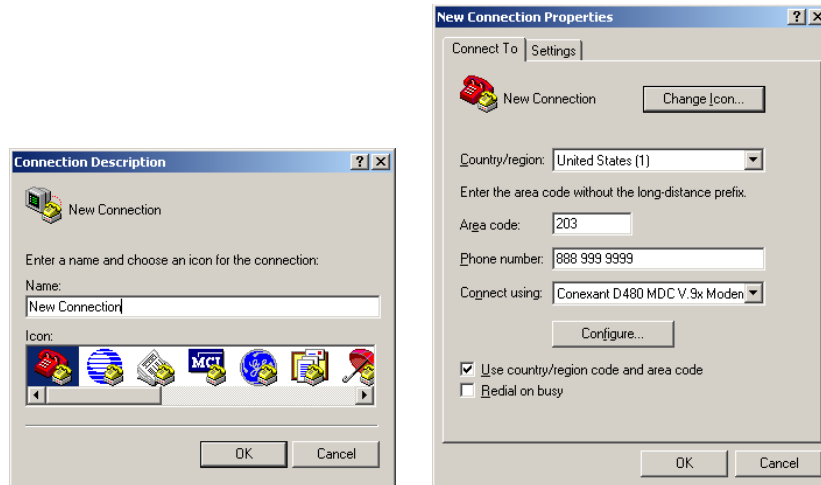 Connection Description
New Connection
Enter a name and choose an icon for the connection:
Name:
New Connection
Icon:
MCI
OK Cancel
New Connection Properties
Connect To Settings
New Connection Change Icon...
Country/region: United States (1)
Enter the area code without the long-distance prefix.
Area code: 203
Phone number: 888 999 9999
Connect using: Conexant D480 MDC V.9x Modem
Configure...
Use country/region code and area code
Redial on busy
OK Cancel